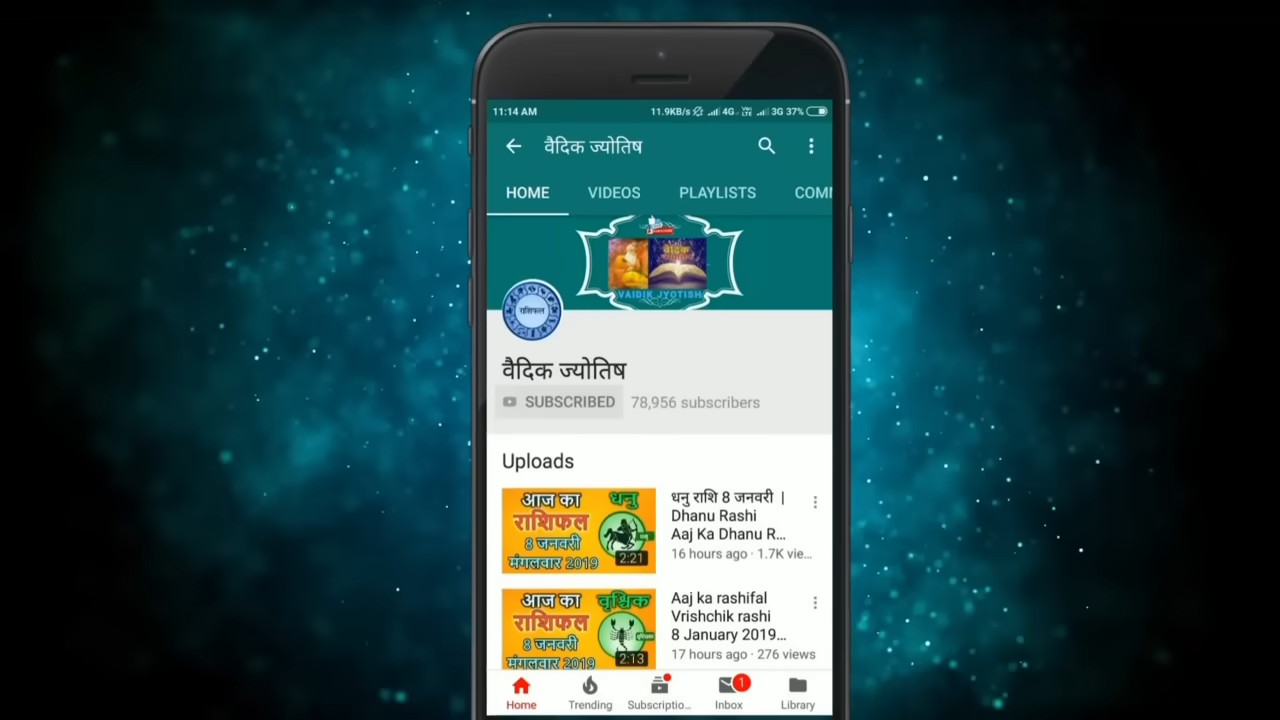 11:14 AM
11.9KB/s 4G VoLTE 3G 37%
वैदिक ज्योतिष
HOME VIDEOS PLAYLISTS COMM
वैदिक
VAIDIK JYOTISH
राशिफल
वैदिक ज्योतिष
SUBSCRIBED 78,956 subscribers
Uploads
आज का धनु
राशिफल
8 जनवरी
मंगलवार 2019
2:21
धनु राशि 8 जनवरी |
Dhanu Rashi
Aaj Ka Dhanu R...
16 hours ago · 1.7K vie...
आज का वृश्चिक
राशिफल
8 जनवरी
मंगलवार 2019
2:13
Aaj ka rashifal
Vrishchik rashi
8 January 2019...
17 hours ago · 276 views
1
Home Trending Subscriptio... Inbox Library